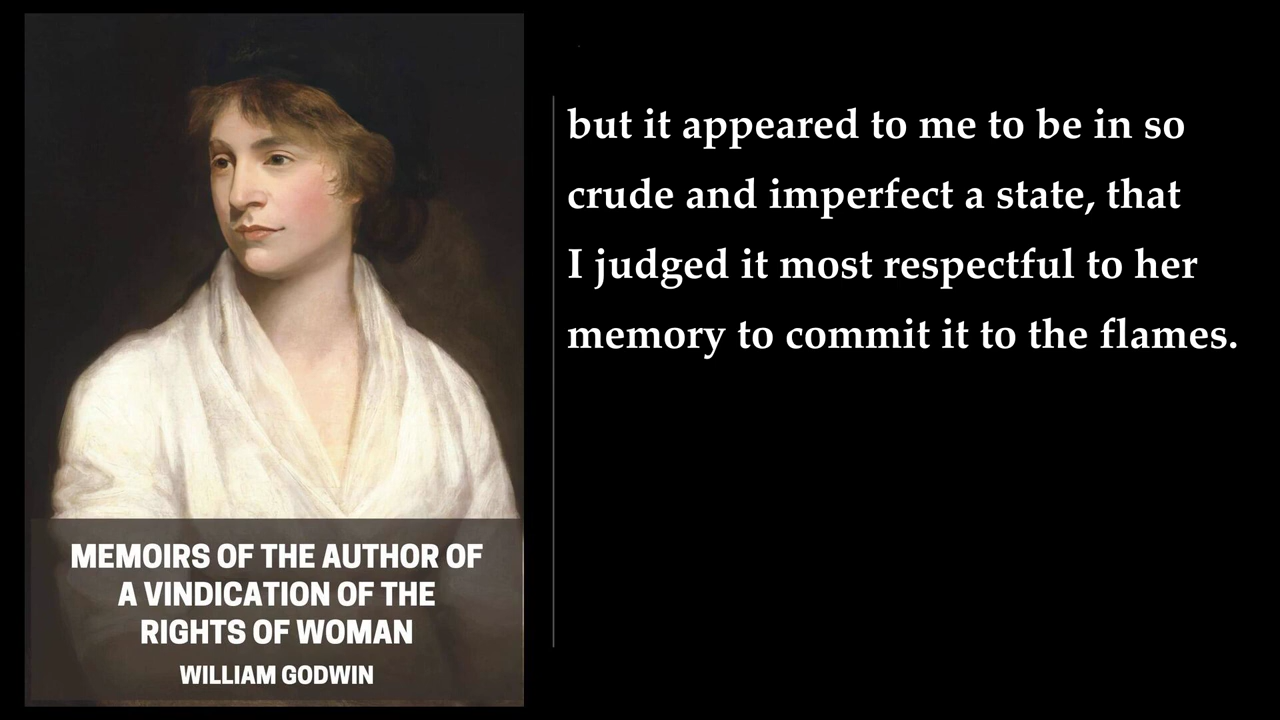 MEMOIRS OF THE AUTHOR OF
A VINDICATION OF THE
RIGHTS OF WOMAN
WILLIAM GODWIN
but it appeared to me to be in so
crude and imperfect a state, that
I judged it most respectful to her
memory to commit it to the flames.